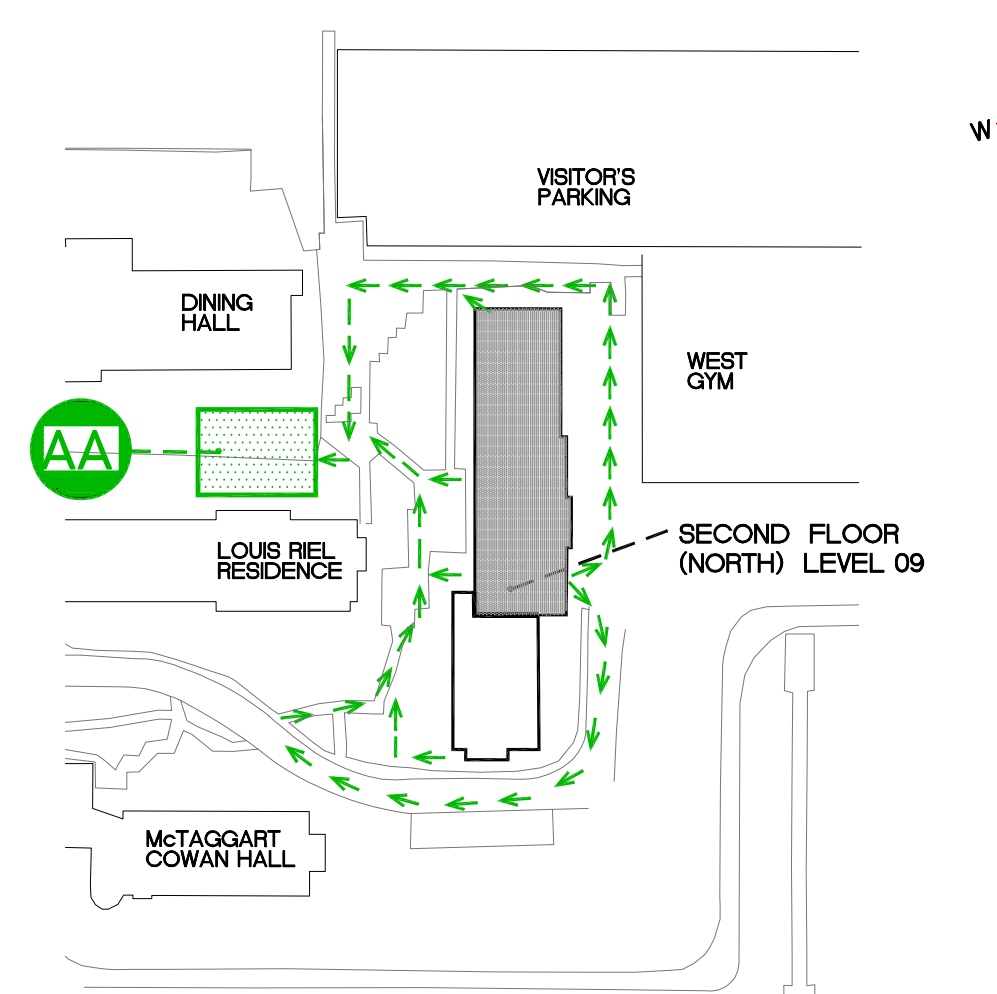 W
VISITOR'S
PARKING
DINING
HALL
WEST
GYM
AA
SECOND FLOOR
(NORTH) LEVEL 09
LOUIS RIEL
RESIDENCE
McTAGGART
COWAN HALL